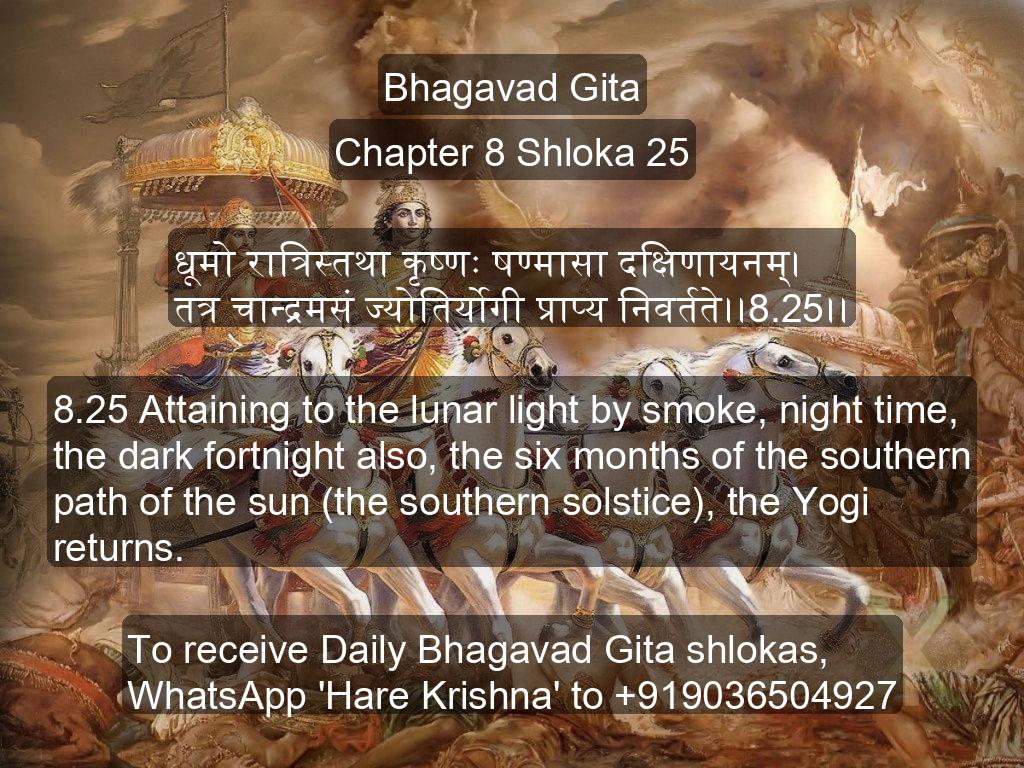 Bhagavad Gita
Chapter 8 Shloka 25
धूमो रात्रिस्तथा कृष्णः षण्मासा दक्षिणायनम्।
तत्र चान्द्रमसं ज्योतिर्योगी प्राप्य निवर्तते।।8.25।।
8.25 Attaining to the lunar light by smoke, night time,
the dark fortnight also, the six months of the southern
path of the sun (the southern solstice), the Yogi
returns.
To receive Daily Bhagavad Gita shlokas,
WhatsApp 'Hare Krishna' to +919036504927